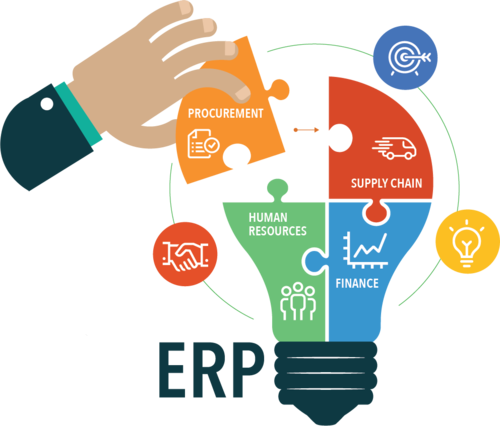 PROCUREMENT
SUPPLY CHAIN
HUMAN
RESOURCES
FINANCE
ERP